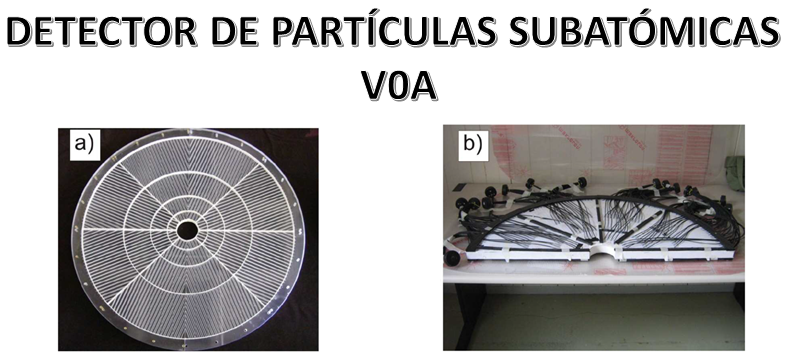 DETECTOR DE PARTÍCULAS SUBATÓMICAS
V0A
a)
b)